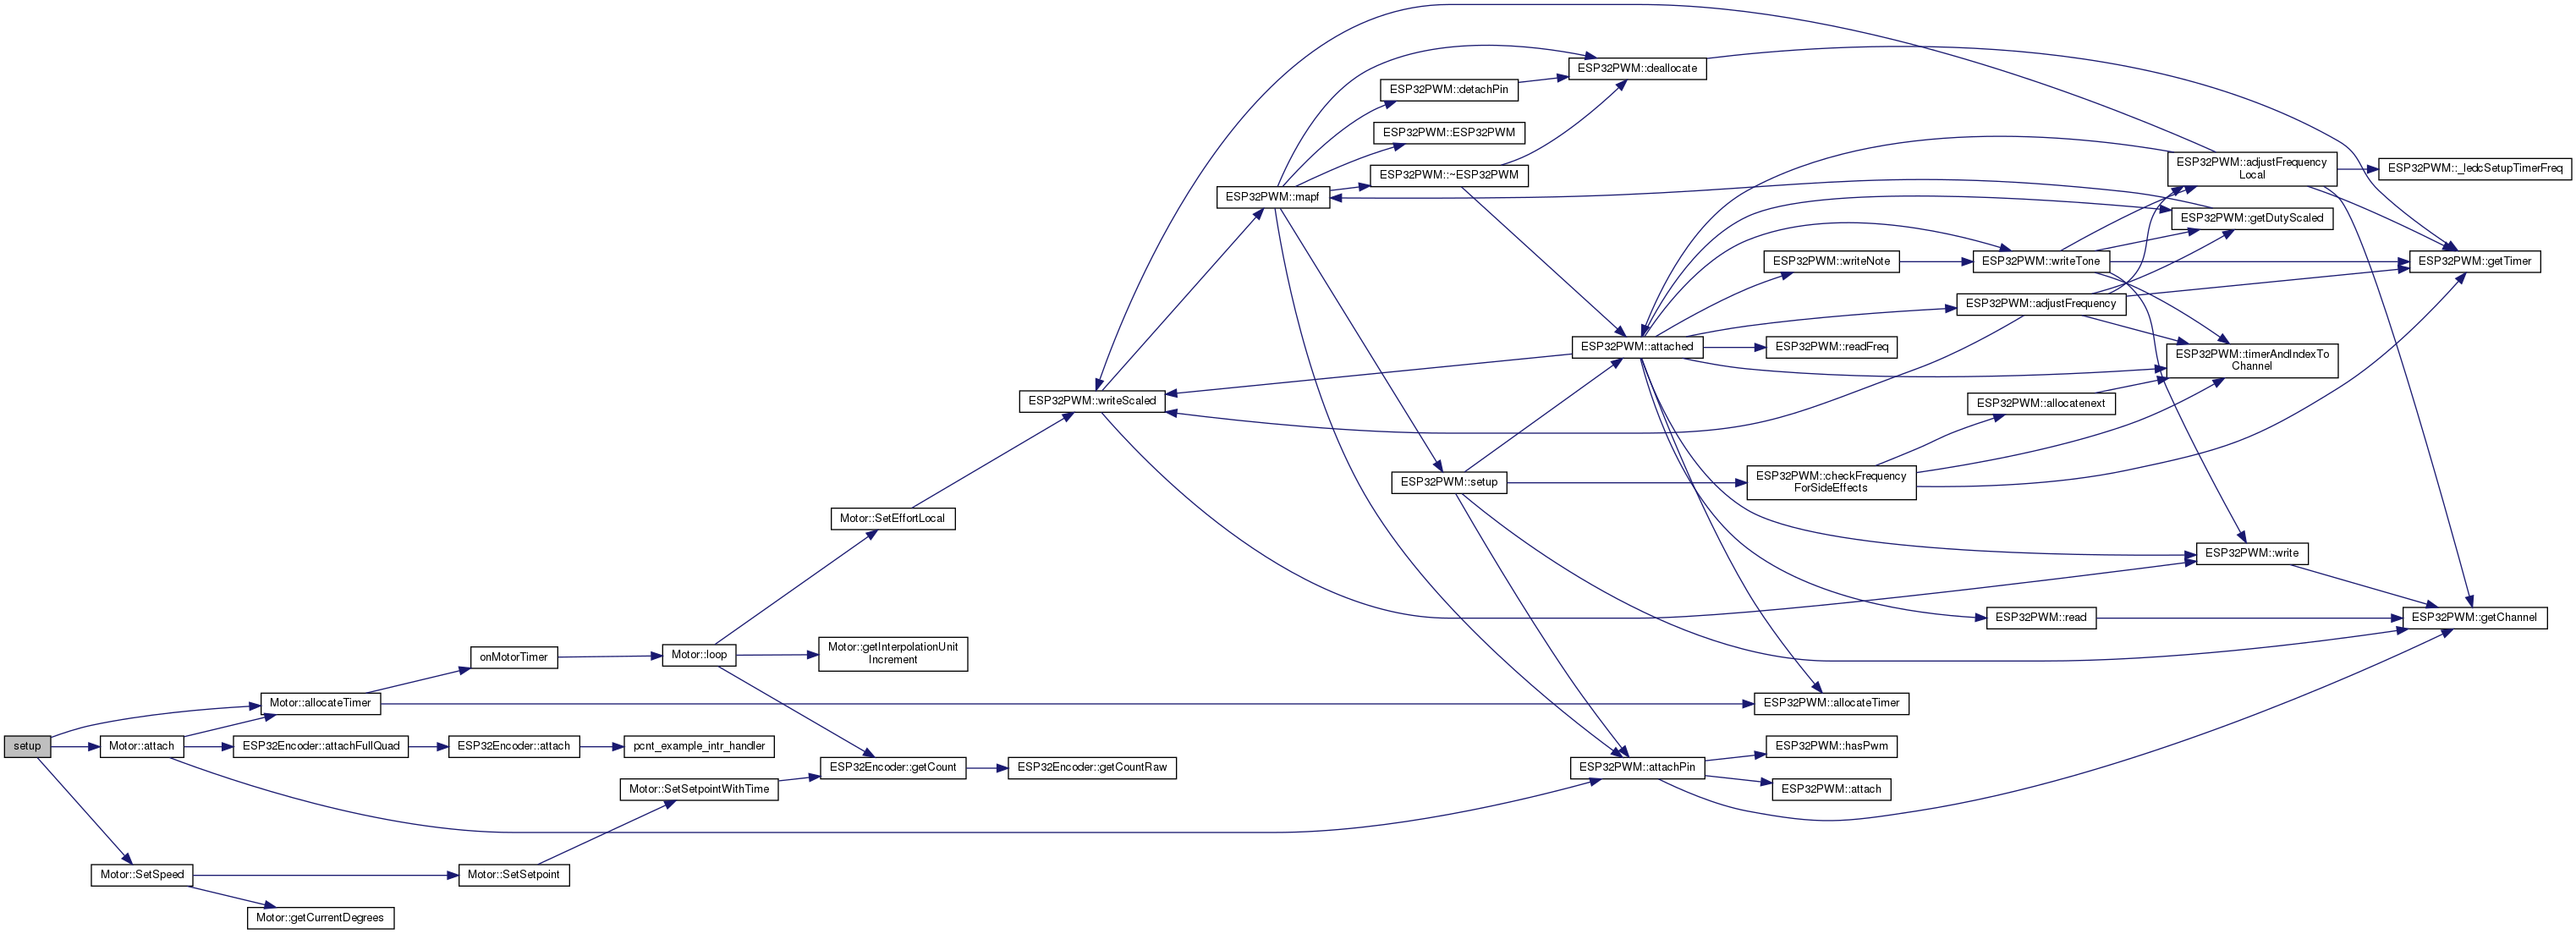 ESP32PWM::deallocate
ESP32PWM::detachPin
ESP32PWM::ESP32PWM
ESP32PWM::~ESP32PWM
ESP32PWM::mapf
ESP32PWM::adjustFrequency
Local
ESP32PWM::_ledcSetupTimerFreq
ESP32PWM::getDutyScaled
ESP32PWM::writeNote
ESP32PWM::writeTone
ESP32PWM::getTimer
ESP32PWM::adjustFrequency
ESP32PWM::attached
ESP32PWM::readFreq
ESP32PWM::timerAndIndexTo
Channel
ESP32PWM::writeScaled
ESP32PWM::allocatenext
ESP32PWM::setup
ESP32PWM::checkFrequency
ForSideEffects
Motor::SetEffortLocal
ESP32PWM::write
ESP32PWM::read
ESP32PWM::getChannel
onMotorTimer
Motor::loop
Motor::getInterpolationUnit
Increment
Motor::allocateTimer
ESP32PWM::allocateTimer
setup
Motor::attach
ESP32Encoder::attachFullQuad
ESP32Encoder::attach
pcnt_example_intr_handler
ESP32PWM::hasPwm
ESP32Encoder::getCount
ESP32Encoder::getCountRaw
ESP32PWM::attachPin
Motor::SetSetpointWithTime
ESP32PWM::attach
Motor::SetSpeed
Motor::SetSetpoint
Motor::getCurrentDegrees